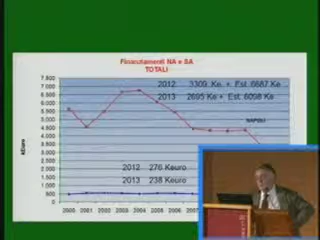 Finanziamenti NA e SA
TOTALI
2012 3309 Ke + Est. 6687 Ke
2013 2695 Ke + Est 6098 Ke
7.500
7.000
6.500
6.000
5.500
5.000
4.500
4.000
3.500
3.000
2.500
2.000
1.500
1.000
500
0
KEuro
NAPOLI
2012 276 Keuro
2013 238 Keuro
2000 2001 2002 2003 2004 2005 2006 2007